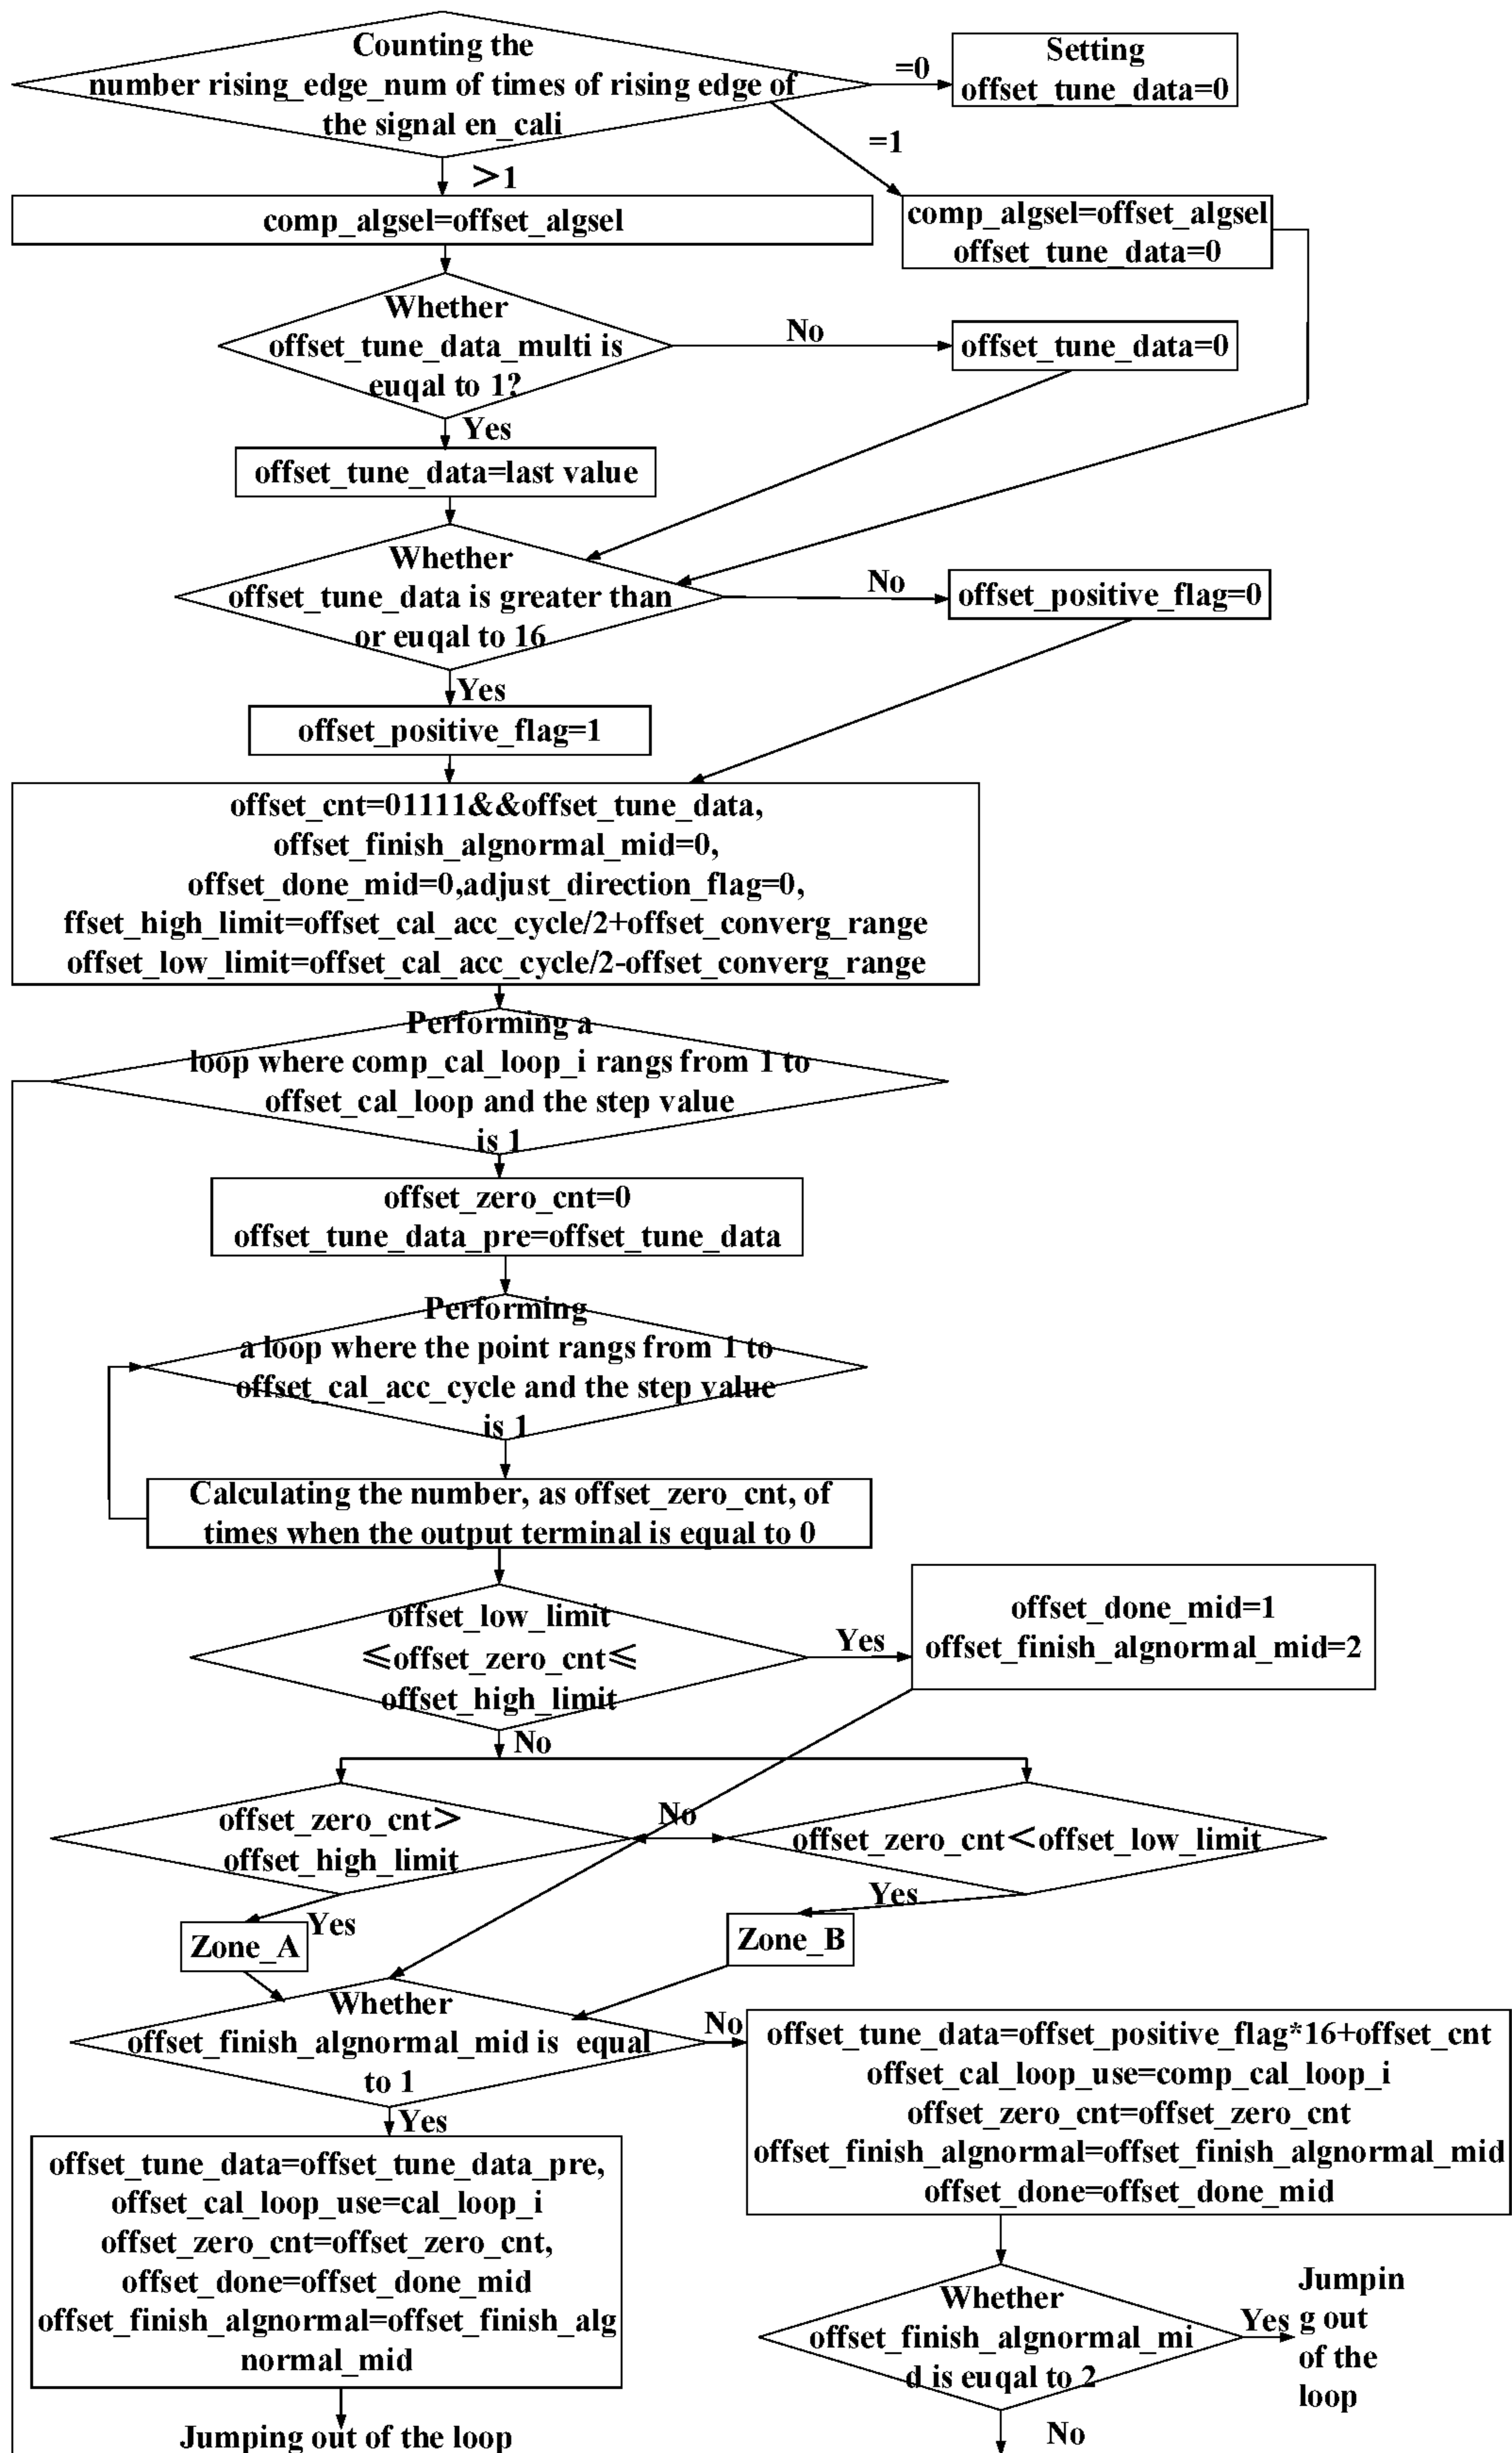 Counting the
number rising_edge_num of times of rising edge of
the signal en_cali
=0
Setting
offset_tune_data=0
=1
>1
comp_algsel=offset_algsel
comp_algsel=offset_algsel
offset_tune_data=0
Whether
offset_tune_data_multi is
euqal to 1?
No
offset_tune_data=0
Yes
offset_tune_data=last value
Whether
offset_tune_data is greater than
or euqal to 16
No
offset_positive_flag=0
Yes
offset_positive_flag=1
offset_cnt=01111&&offset_tune_data,
offset_finish_algnormal_mid=0,
offset_done_mid=0,adjust_direction_flag=0,
ffset_high_limit=offset_cal_acc_cycle/2+offset_converg_range
offset_low_limit=offset_cal_acc_cycle/2-offset_converg_range
Performing a
loop where comp_cal_loop_i rangs from 1 to
offset_cal_loop and the step value
is 1
offset_zero_cnt=0
offset_tune_data_pre=offset_tune_data
Performing
a loop where the point rangs from 1 to
offset_cal_acc_cycle and the step value
is 1
Calculating the number, as offset_zero_cnt, of
times when the output terminal is equal to 0
offset_low_limit
≤offset_zero_cnt≤
offset_high_limit
Yes
offset_done_mid=1
offset_finish_algnormal_mid=2
No
offset_zero_cnt>
offset_high_limit
No
offset_zero_cnt<offset_low_limit
Yes
Zone_A
Yes
Zone_B
Whether
offset_finish_algnormal_mid is equal
to 1
No
offset_tune_data=offset_positive_flag*16+offset_cnt
offset_cal_loop_use=comp_cal_loop_i
offset_zero_cnt=offset_zero_cnt
offset_finish_algnormal=offset_finish_algnormal_mid
offset_done=offset_done_mid
Yes
offset_tune_data=offset_tune_data_pre,
offset_cal_loop_use=cal_loop_i
offset_zero_cnt=offset_zero_cnt,
offset_done=offset_done_mid
offset_finish_algnormal=offset_finish_alg
normal_mid
Jumping out of the loop
Whether
offset_finish_algnormal_mi
d is euqal to 2
Yes
Jumpin
g out
of the
loop
No